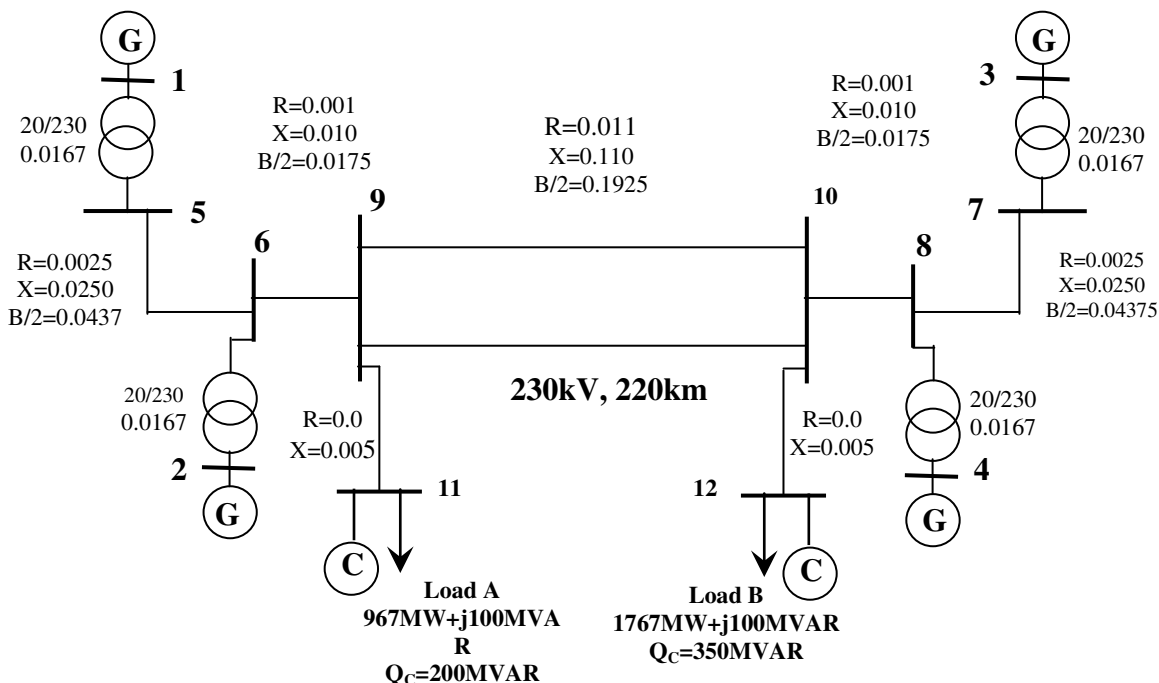 G
1
20/230
0.0167
5
R=0.001
X=0.010
B/2=0.0175
R=0.011
X=0.110
B/2=0.1925
R=0.001
X=0.010
B/2=0.0175
G
3
20/230
0.0167
7
9
10
6
8
R=0.0025
X=0.0250
B/2=0.0437
R=0.0025
X=0.0250
B/2=0.04375
230kV, 220km
20/230
0.0167
2
G
R=0.0
X=0.005
11
C
Load A
967MW+j100MVA
R
Q_C=200MVAR
R=0.0
X=0.005
12
C
Load B
1767MW+j100MVAR
Q_C=350MVAR
20/230
0.0167
4
G